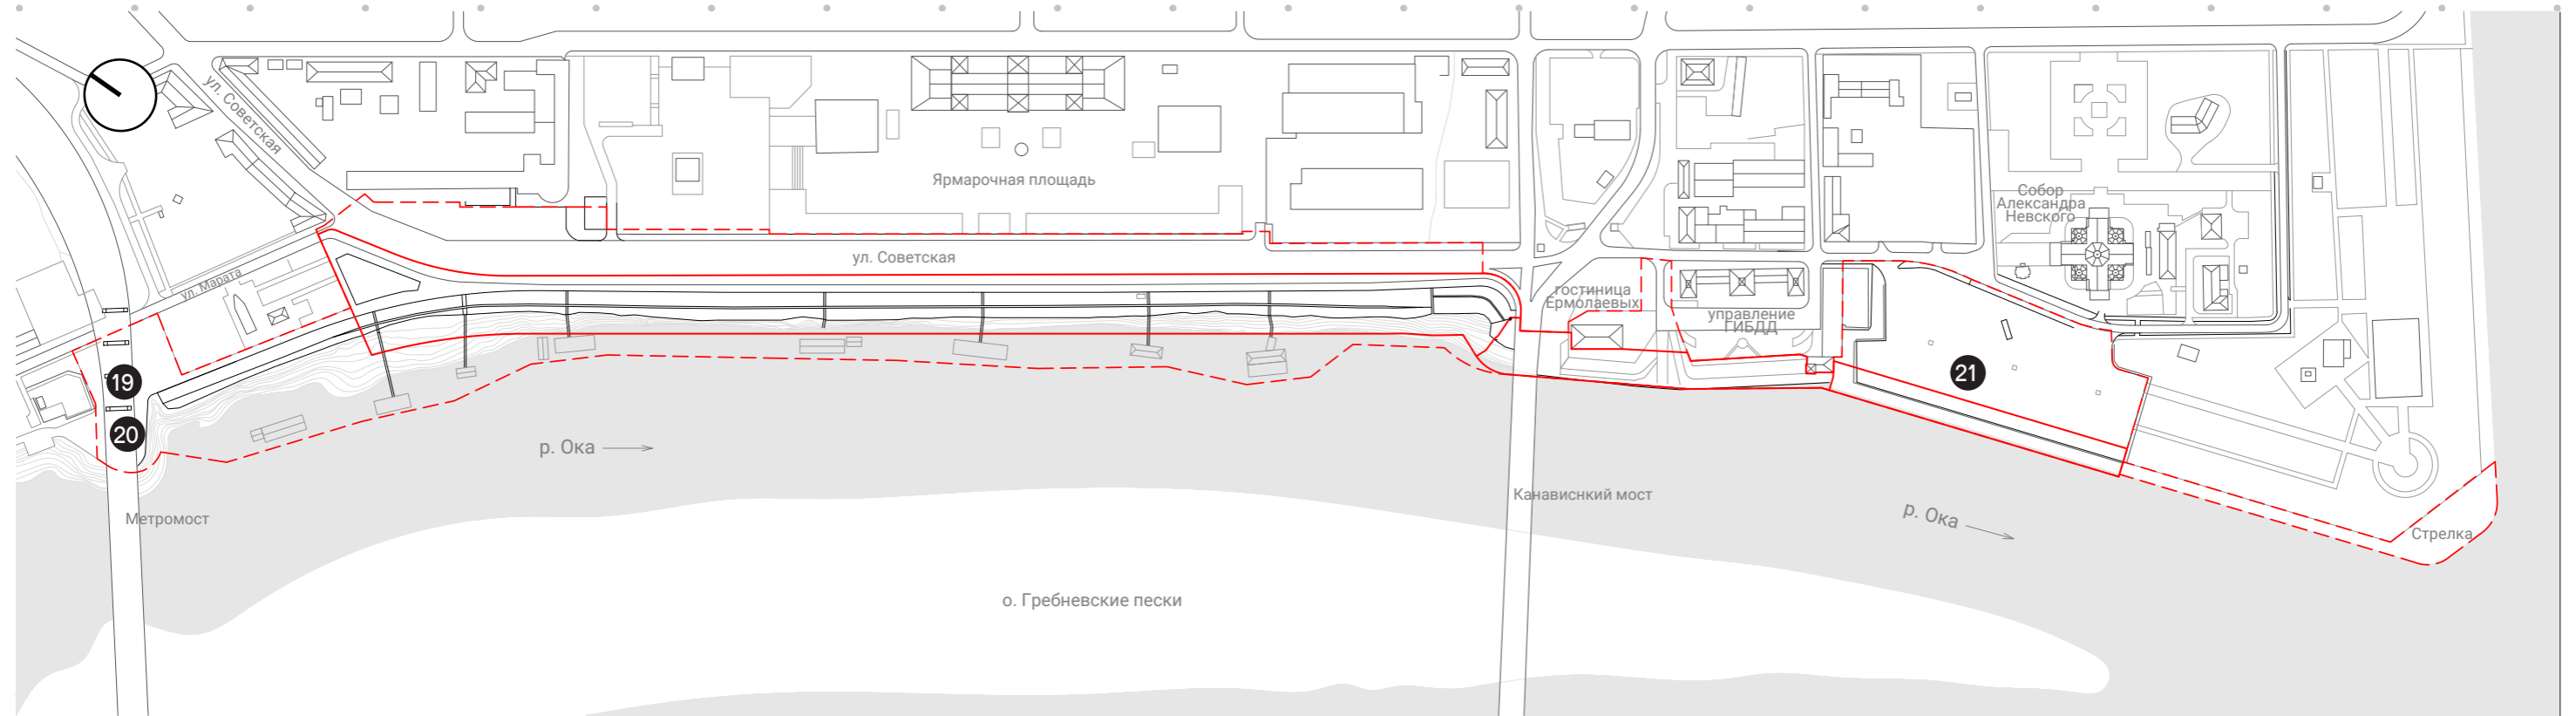 ул. Советская
Ярмарочная площадь
Собор
Александра
Невского
ул. Советская
ул. Марата
гостиница
Ермолаевых
управление
ГИБДД
19
21
20
р. Ока
Метромост
Канависнкий мост
р. Ока
Стрелка
о. Гребневские пески